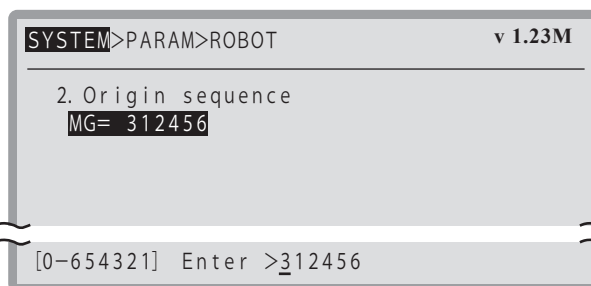 SYSTEM>PARAM>ROBOT v 1.23M
2. Origin sequence
MG= 312456
[0-654321] Enter >312456